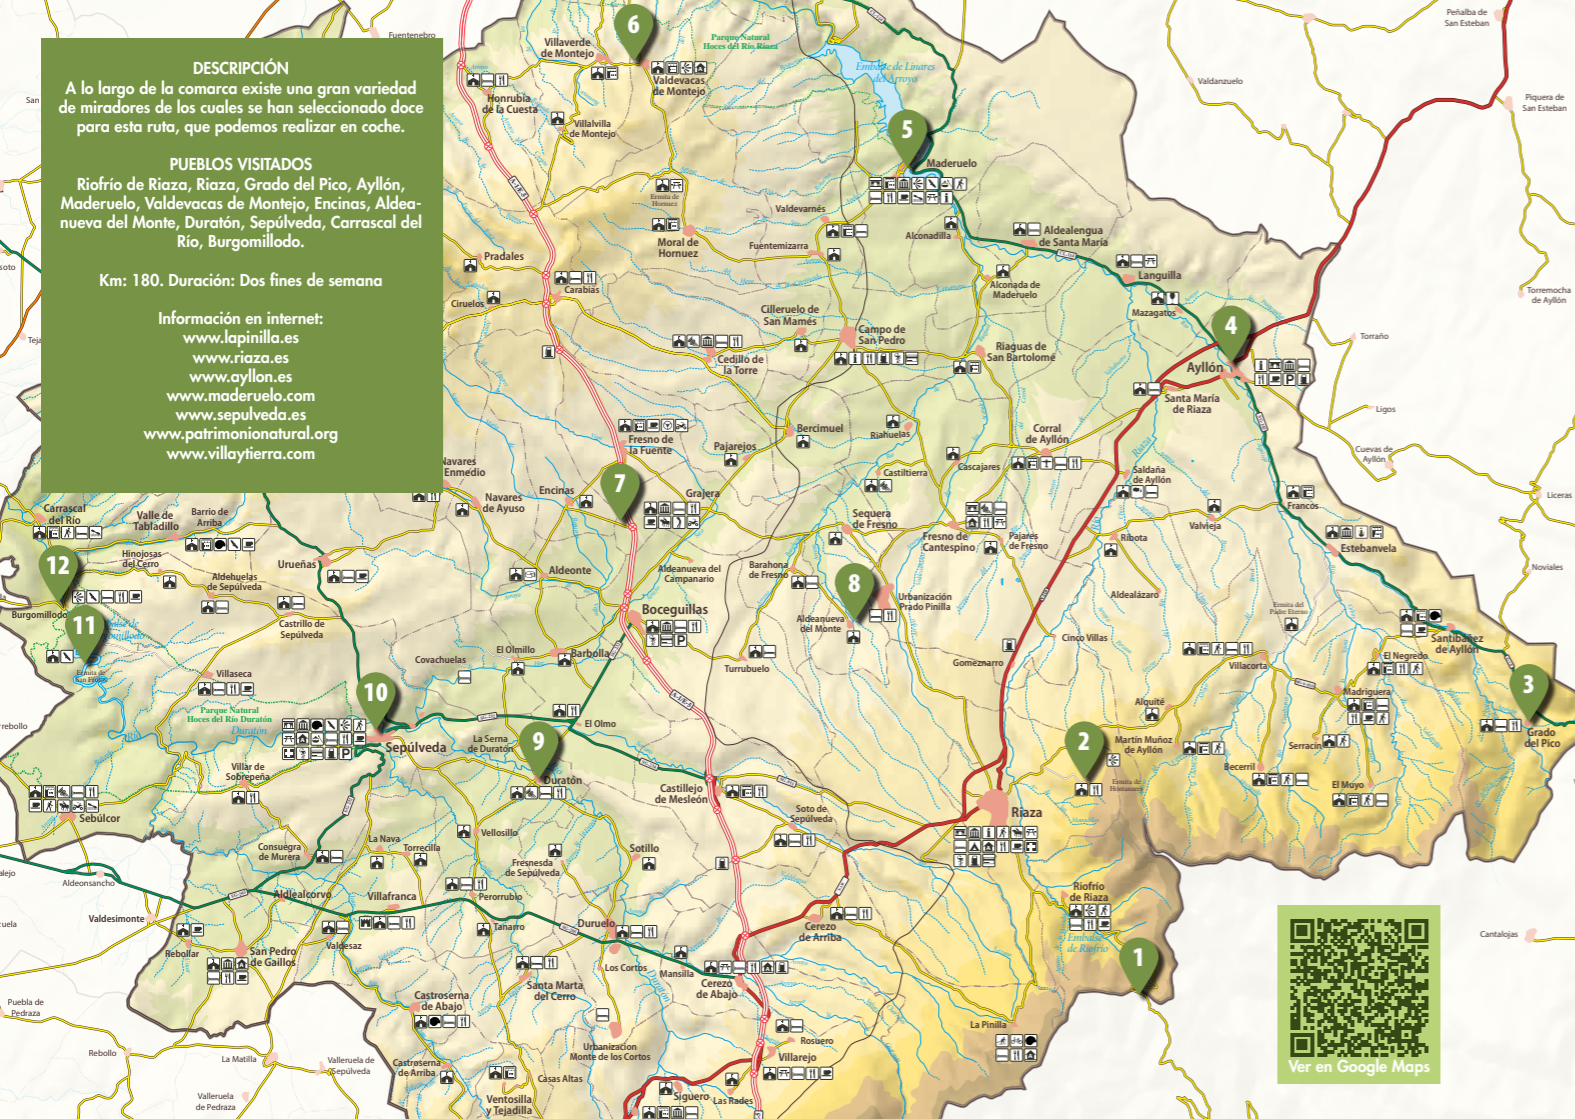 DESCRIPCIÓN
A lo largo de la comarca existe una gran variedad
de miradores de los cuales se han seleccionado doce
para esta ruta, que podemos realizar en coche.
PUEBLOS VISITADOS
Riofrío de Riaza, Riaza, Grado del Pico, Ayllón,
Maderuelo, Valdevacas de Montejo, Encinas, Aldea-
nueva del Monte, Duratón, Sepúlveda, Carrascal del
Río, Burgomillodo.
Km: 180. Duración: Dos fines de semana
Información en internet:
www.lapinilla.es
www.riaza.es
www.ayllon.es
www.maderuelo.com
www.sepulveda.es
www.patrimonionatural.org
www.villaytierra.com
Fuentenebro
Villaverde
de Montejo
6
Parque Natural
Hoces del Río Riaza
Valdevacas
de Montejo
Honrubia
de la Cuesta
Villalvilla
de Montejo
Embalse de Linares
del Arroyo
5
Maderuelo
Peñalba de
San Esteban
Valdanzuelo
Piquera de
San Esteban
Ermita de
Hornuez
Moral de
Hornuez
Valdevarnés
Fuentemizarra
Alconadilla
Aldealengua
de Santa María
Languilla
Mazagatos
Alconada de
Maderuelo
Torremocha
de Ayllón
Pradales
Ciruelos
Carabias
Cilleruelo de
San Mamés
Campo de
San Pedro
Cedillo de
la Torre
Riaguas de
San Bartolomé
4
Ayllón
Santa María
de Riaza
Torraño
Ligos
Cuevas de
Ayllón
Liceras
Noviales
Bercimuel
Pajarejos
Fresno de
la Fuente
7
Encinas
Grajera
Navares
Enmedio
Navares
de Ayuso
Riahuelas
Castiltierra
Cascajares
Corral
de Ayllón
Saldaña
de Ayllón
Valvieja
Francos
Estebanvela
Ribota
Carrascal
del Río
Valle de
Tabladillo
Barrio de
Arriba
12
Hinojosas
del Cerro
Aldehuelas
de Sepúlveda
Urueñas
Castrillo de
Sepúlveda
Burgomillodo
11
Ermita de
San Frutos
Villaseca
Parque Natural
Hoces del Río Duratón
Duratón
Aldeonte
Aldeanueva del
Campanario
Boceguillas
Barahona
de Fresno
Sequera
de Fresno
8
Urbanización
Prado Pinilla
Aldeanueva
del Monte
Fresno de
Cantespino
Pajares
de Fresno
Aldealázaro
Cinco Villas
Gomeznarro
Ermita del
Padre Eterno
Santibáñez
de Ayllón
El Negredo
Villacorta
Madriguera
3
Grado
del Pico
Alquité
Martín Muñoz
de Ayllón
2
Ermita de
Hontanares
Serracín
Becerril
El Muyo
Covachuelas
El Olmillo
Barbolla
Turrubuelo
10
Sepúlveda
La Serna
de Duratón
9
Duratón
El Olmo
Castillejo
de Mesleón
Soto de
Sepúlveda
Riaza
Villar de
Sobrepeña
Sebúlcor
Consuegra
de Murera
La Nava
Torrecilla
Vellosillo
Fresneda
de Sepúlveda
Sotillo
Riofrío
de Riaza
Embalse
de Riofrío
1
Aldeonsancho
Valdesimonte
Aldlealcorvo
Villafranca
Perorrubio
Duruelo
Cerezo
de Arriba
Rebollar
San Pedro
de Gaillos
Valdesaz
Tanarro
Santa Marta
del Cerro
Los Cortos
Duratón
Mansilla
Cerezo
de Abajo
La Pinilla
Puebla de
Pedraza
Rebollo
La Matilla
Valleruela de
Sepúlveda
Valleruela
de Pedraza
Castroserna
de Abajo
Castroserna
de Arriba
Ventosilla
y Tejadilla
Casas Altas
Urbanizacion
Monte de los Cortos
Siguero
Las Rades
Rosuero
Villarejo
Cantalojas
Ver en Google Maps